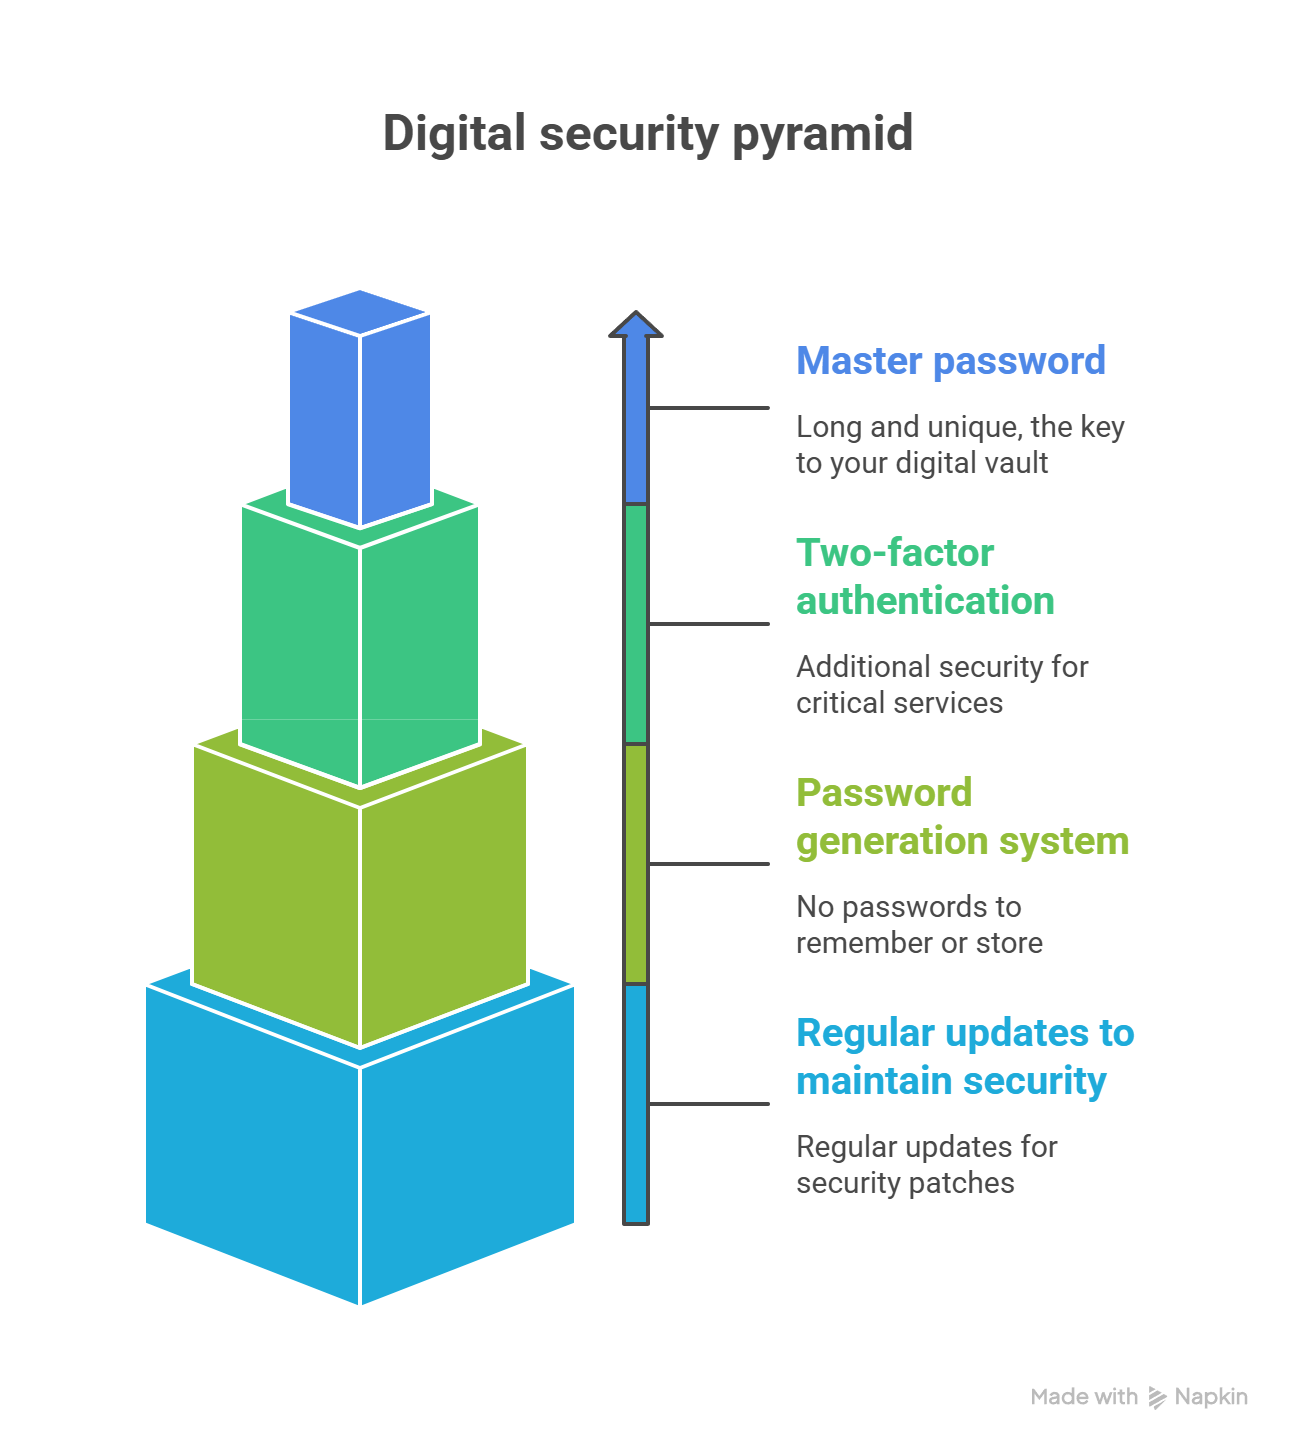 Digital security pyramid
Master password
Long and unique, the key
to your digital vault
Two-factor
authentication
Additional security for
critical services
Password
generation system
No passwords to
remember or store
Regular updates to
maintain security
Regular updates for
security patches
Made with Napkin